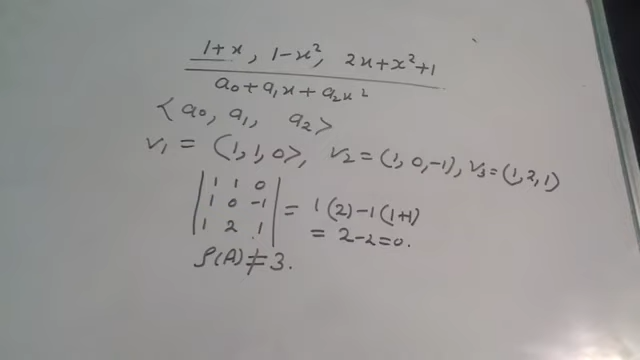 1+x, 1-x², 2x+x²+1
a₀+a₁x+a₂x²
<a₀, a₁, a₂>
v₁ = (1, 1, 0>, v₂ = (1, 0, -1), v₃ = (1, 2, 1)
|1 1 0|
|1 0 -1| = 1(2)-1(1+1)
|1 2 1| = 2-2=0.
ρ(A) ≠ 3.